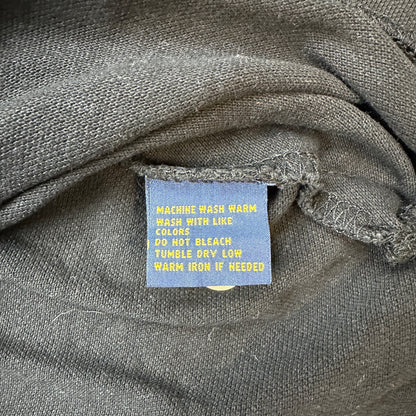 MACHINE WASH WARM
WASH WITH LIKE
COLORS
DO NOT BLEACH
TUMBLE DRY LOW
WARM IRON IF NEEDED